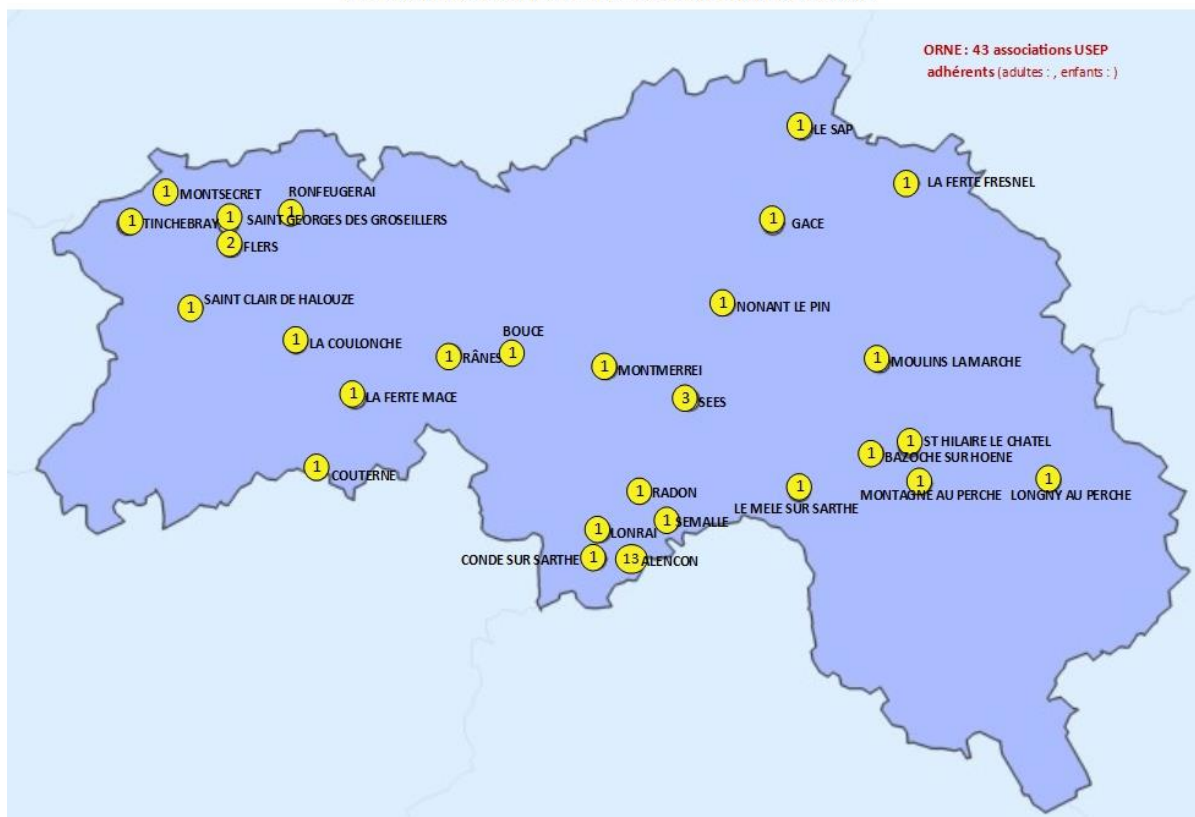 ORNE : 43 associations USEP
adhérents (adultes : , enfants : )
1 LE SAP
1 LA FERTE FRESNEL
1 MONTSECRET
RONFEUGERAI
1
1 TINCHEBRAY
1 SAINT GEORGES DES GROSEILLERS
1 GACE
2 FLERS
1 SAINT CLAIR DE HALOUZE
1 NONANT LE PIN
1 LA COULONCHE
BOUCE
1
1 RÂNES
1 MONTMERREI
1 MOULINS LAMARCHE
1 LA FERTE MACE
3 SEES
1 ST HILAIRE LE CHATEL
1 BAZOCHE SUR HOENE
1 COUTERNE
1 MONTAGNE AU PERCHE
1 LONGNY AU PERCHE
1 RADON
1 LE MELE SUR SARTHE
1 SEMALLE
1 LONRAI
CONDE SUR SARTHE 1
13 ALENCON